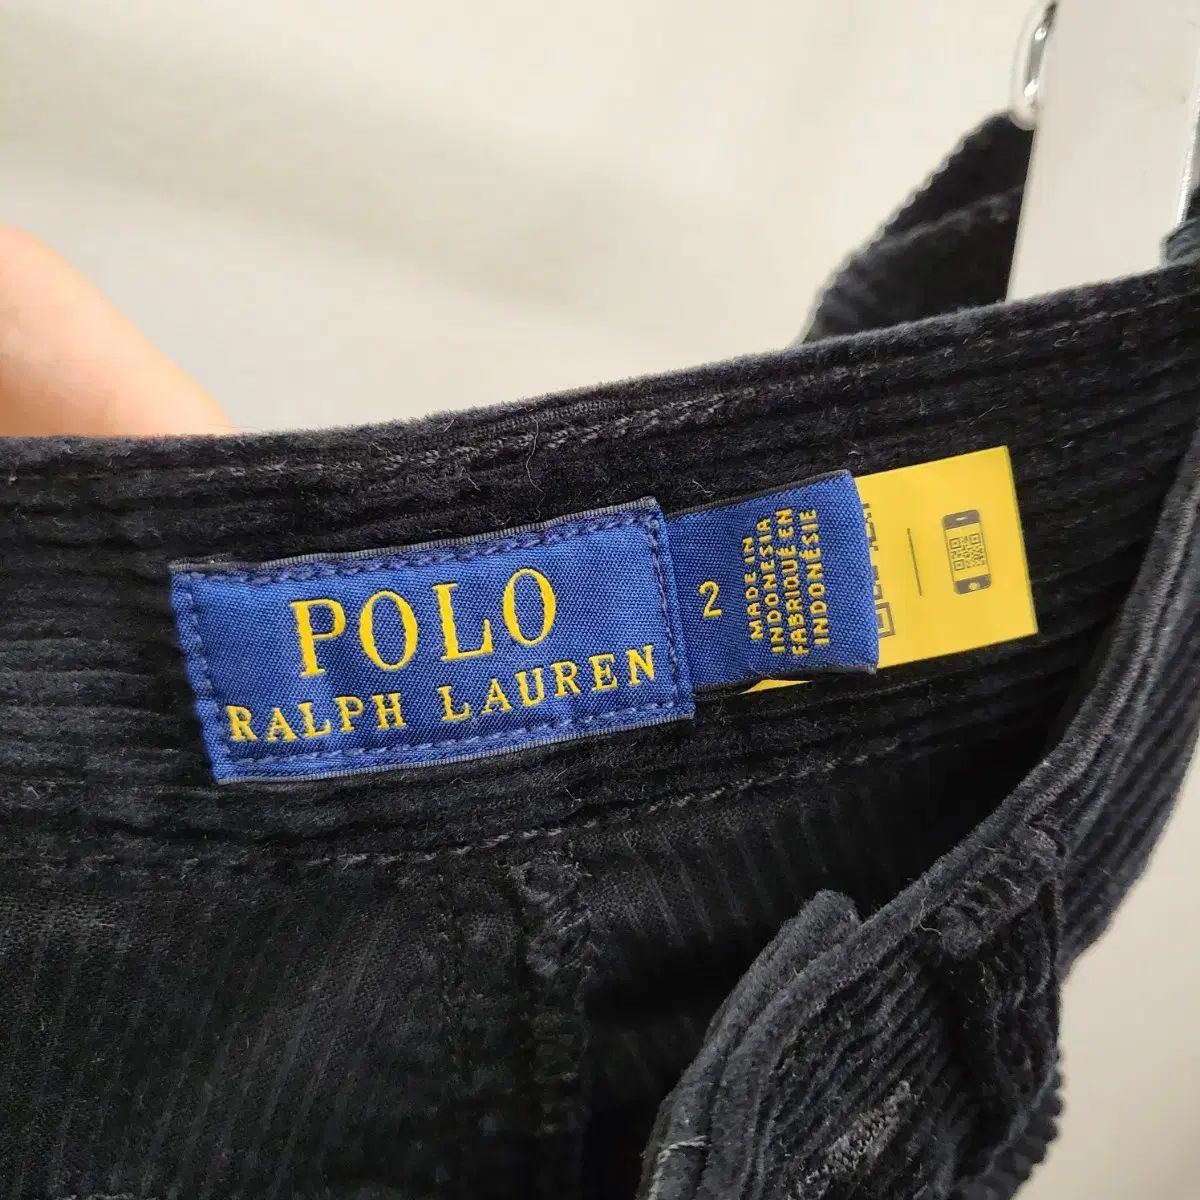 POLO
RALPH LAUREN
2
MADE IN
INDONESIA
FABRIQUÉ EN
INDONÉSIE